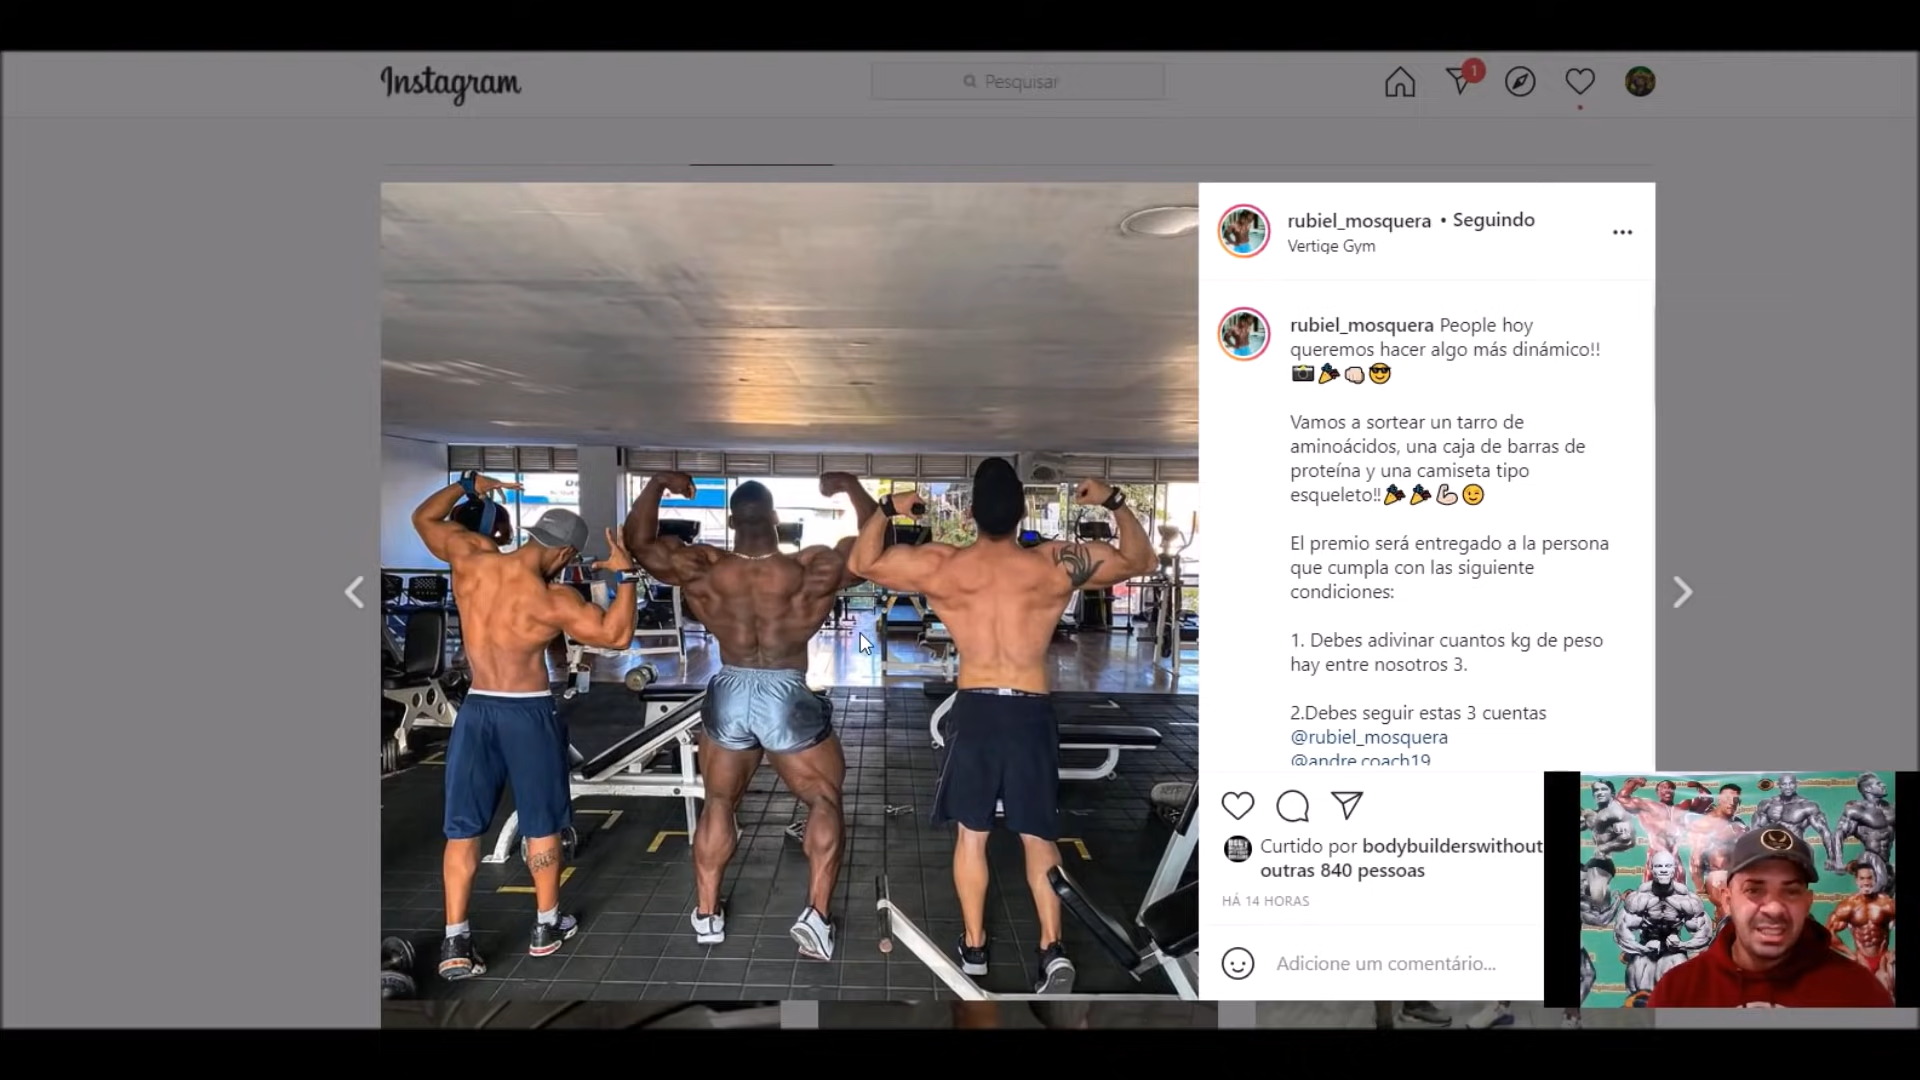 Instagram
Pesquisar
1
rubiel_mosquera • Seguindo
Vertige Gym
...
rubiel_mosquera People hoy
queremos hacer algo más dinámico!!
📸🎉👊🏻😎
Vamos a sortear un tarro de
aminoácidos, una caja de barras de
proteína y una camiseta tipo
esqueleto!!🎉🎉💪🏻😉
El premio será entregado a la persona
que cumpla con las siguiente
condiciones:
1. Debes adivinar cuantos kg de peso
hay entre nosotros 3.
2.Debes seguir estas 3 cuentas
@rubiel_mosquera
@andre.coach19
Curtido por bodybuilderswithout
outras 840 pessoas
HÁ 14 HORAS
Adicione um comentário...